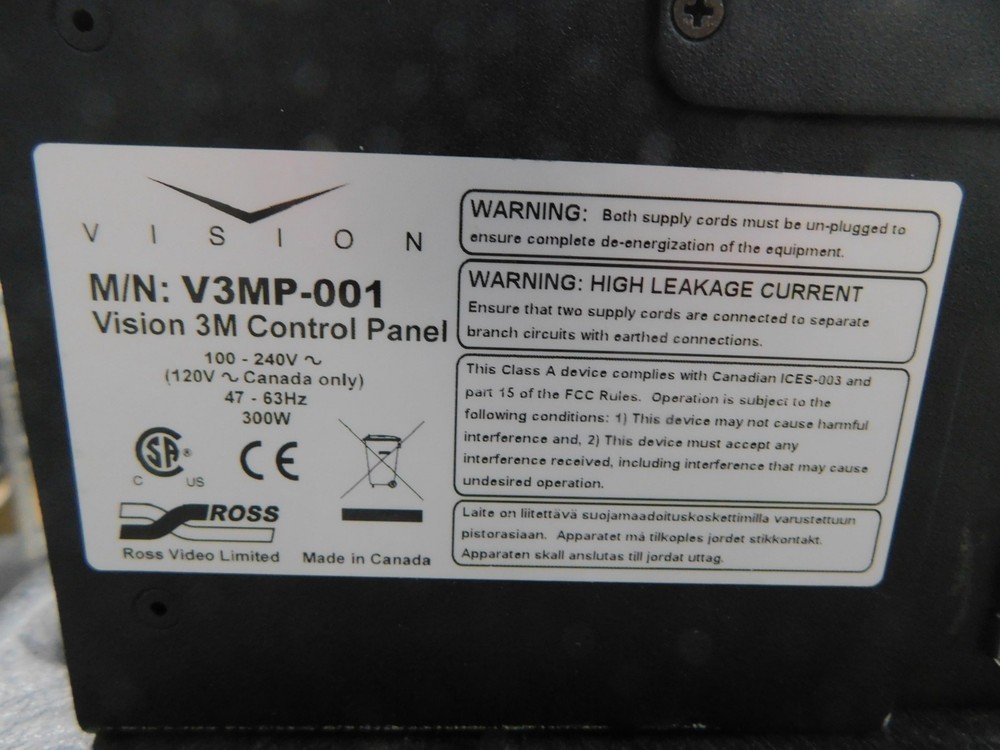 VISION
M/N: V3MP-001
Vision 3M Control Panel
100 - 240V ∿
(120V ∿ Canada only)
47 - 63Hz
300W
SA®
C US
CE
ROSS
Ross Video Limited Made in Canada
WARNING: Both supply cords must be un-plugged to
ensure complete de-energization of the equipment.
WARNING: HIGH LEAKAGE CURRENT
Ensure that two supply cords are connected to separate
branch circuits with earthed connections.
This Class A device complies with Canadian ICES-003 and
part 15 of the FCC Rules. Operation is subject to the
following conditions: 1) This device may not cause harmful
interference and, 2) This device must accept any
interference received, including interference that may cause
undesired operation.
Laite on liitettävä suojamaadoituskoskettimilla varustettuun
pistorasiaan. Apparatet må tilkoples jordet stikkontakt.
Apparaten skall anslutas till jordat uttag.